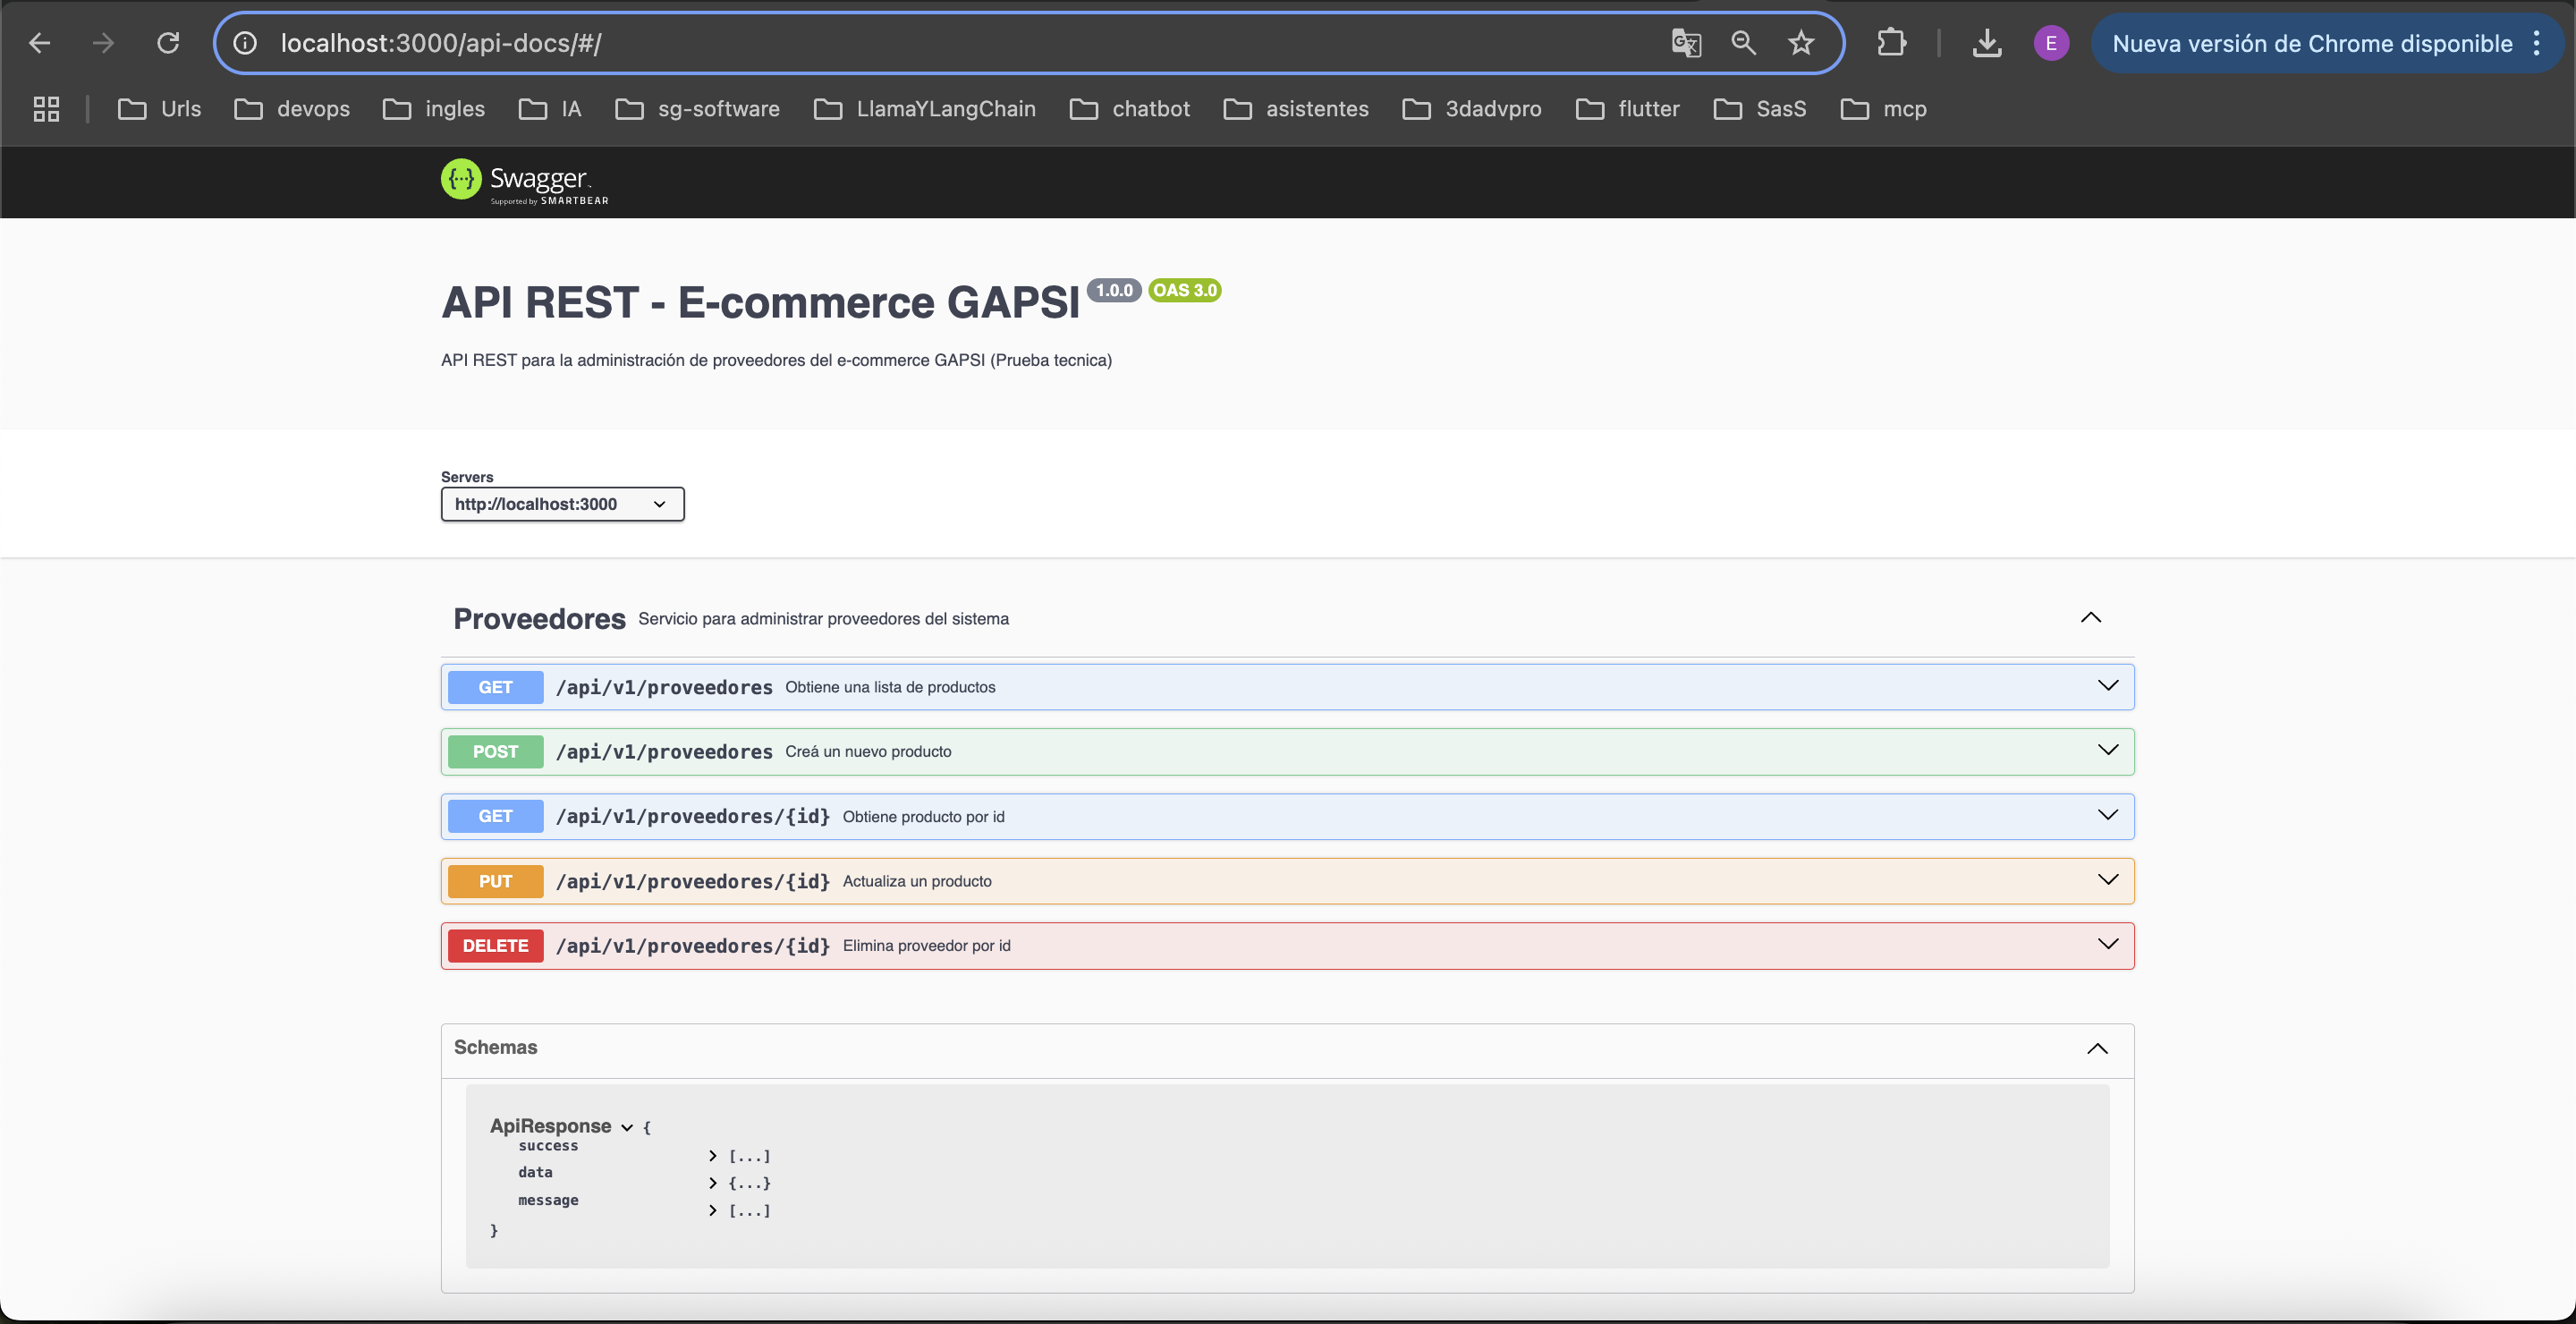 localhost:3000/api-docs/#/
E
Nueva versión de Chrome disponible
Urls devops ingles IA sg-software LlamaYLangChain chatbot asistentes 3dadvpro flutter SasS mcp
{···} Swagger
Supported by SMARTBEAR
API REST - E-commerce GAPSI 1.0.0 OAS 3.0
API REST para la administración de proveedores del e-commerce GAPSI (Prueba tecnica)
Servers
http://localhost:3000
Proveedores Servicio para administrar proveedores del sistema
GET /api/v1/proveedores Obtiene una lista de productos
POST /api/v1/proveedores Creá un nuevo producto
GET /api/v1/proveedores/{id} Obtiene producto por id
PUT /api/v1/proveedores/{id} Actualiza un producto
DELETE /api/v1/proveedores/{id} Elimina proveedor por id
Schemas
ApiResponse {
success [...]
data {...}
message [...]
}